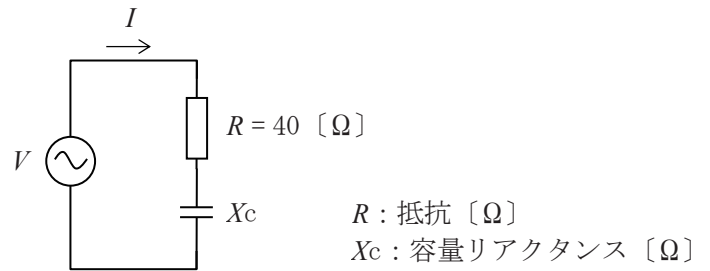 I
R = 40 〔Ω〕
V
Xc
R：抵抗〔Ω〕
Xc：容量リアクタンス〔Ω〕